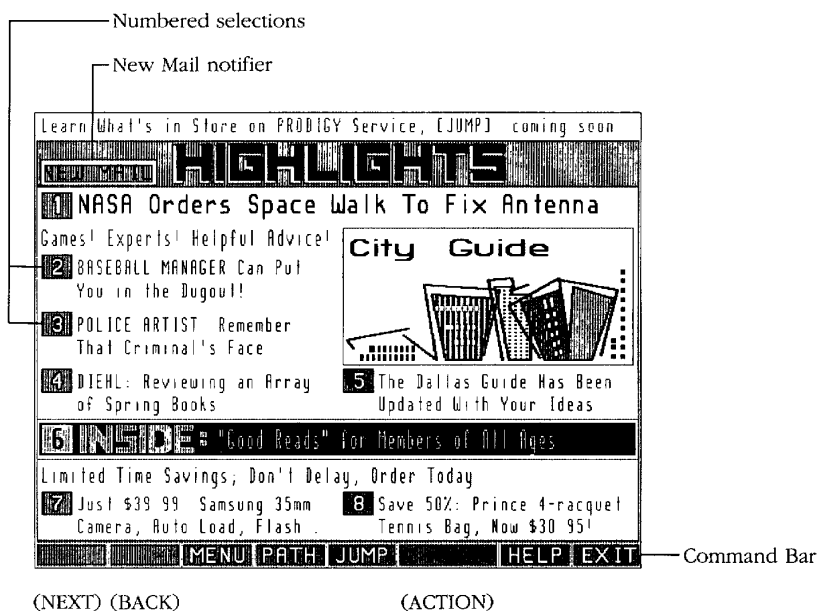 Numbered selections
New Mail notifier
Learn What's in Store on PRODIGY Service, [JUMP] coming soon
NEW MAIL HIGHLIGHTS
1 NASA Orders Space Walk To Fix Antenna
Games! Experts! Helpful Advice!
2 BASEBALL MANAGER Can Put
You in the Dugout!
3 POLICE ARTIST Remember
That Criminal's Face
4 DIEHL: Reviewing an Array
of Spring Books
City Guide
5 The Dallas Guide Has Been
Updated With Your Ideas
6 INSIDE: "Good Reads" for Members of All Ages
Limited Time Savings; Don't Delay, Order Today
7 Just $39 99 Samsung 35mm
Camera, Auto Load, Flash .
8 Save 50%: Prince 4-racquet
Tennis Bag, Now $30 95!
MENU PATH JUMP HELP EXIT
Command Bar
(NEXT) (BACK) (ACTION)